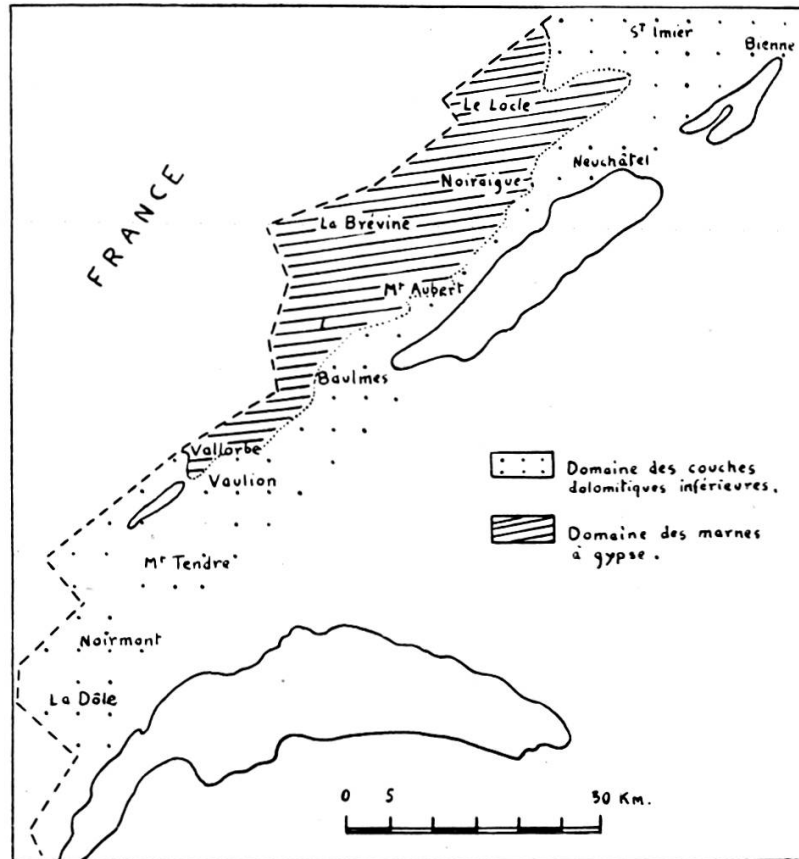 Sᵀ Imier
Bienne
Le Locle
Neuchâtel
Noiraigue
FRANCE
La Brévine
Mᵗ Aubert
Baulmes
Vallorbe
Vaulion
Domaine des couches
dolomitiques inférieures.
Mᵗ Tendre
Domaine des marnes
à gypse.
Noirmont
La Dôle
0 5 30 Km.